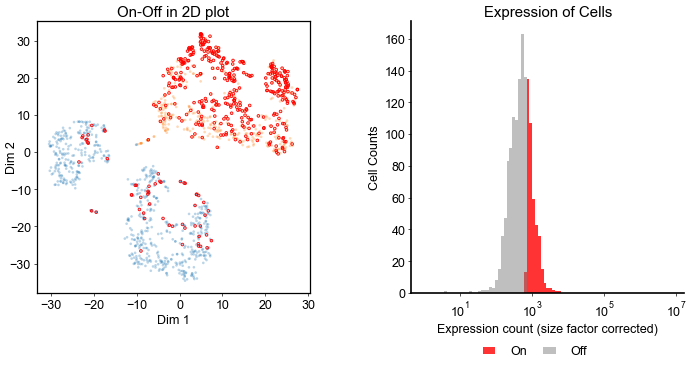 On-Off in 2D plot
30
20
10
0
−10
−20
−30
−30 −20 −10 0 10 20 30
Dim 2
Dim 1
Expression of Cells
160
140
120
100
80
60
40
20
0
10^1 10^3 10^5 10^7
Cell Counts
Expression count (size factor corrected)
On Off